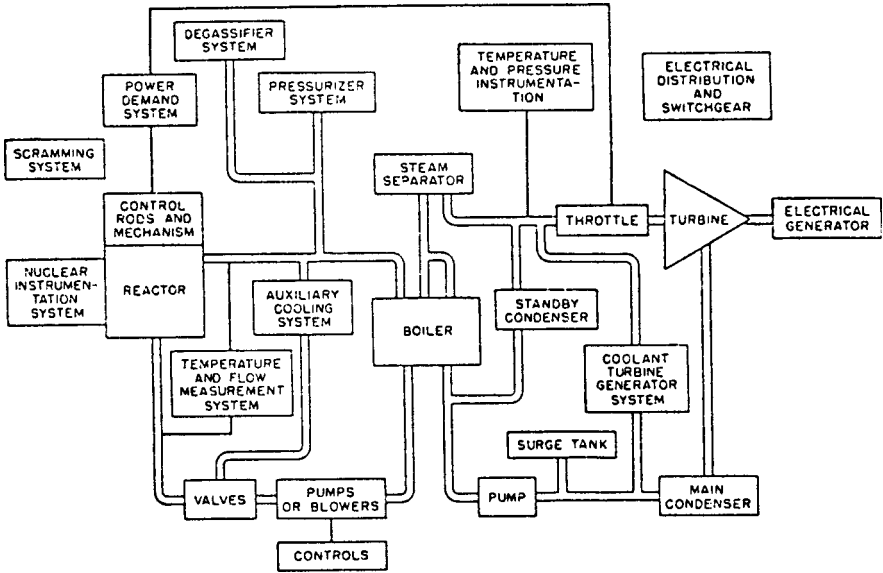 DEGASSIFIER
SYSTEM
POWER
DEMAND
SYSTEM
PRESSURIZER
SYSTEM
TEMPERATURE
AND PRESSURE
INSTRUMENTA-
TION
ELECTRICAL
DISTRIBUTION
AND
SWITCHGEAR
SCRAMMING
SYSTEM
STEAM
SEPARATOR
CONTROL
RODS AND
MECHANISM
THROTTLE
TURBINE
ELECTRICAL
GENERATOR
NUCLEAR
INSTRUMEN-
TATION
SYSTEM
REACTOR
AUXILIARY
COOLING
SYSTEM
BOILER
STANDBY
CONDENSER
TEMPERATURE
AND FLOW
MEASUREMENT
SYSTEM
COOLANT
TURBINE
GENERATOR
SYSTEM
SURGE TANK
VALVES
PUMPS
OR BLOWERS
PUMP
MAIN
CONDENSER
CONTROLS